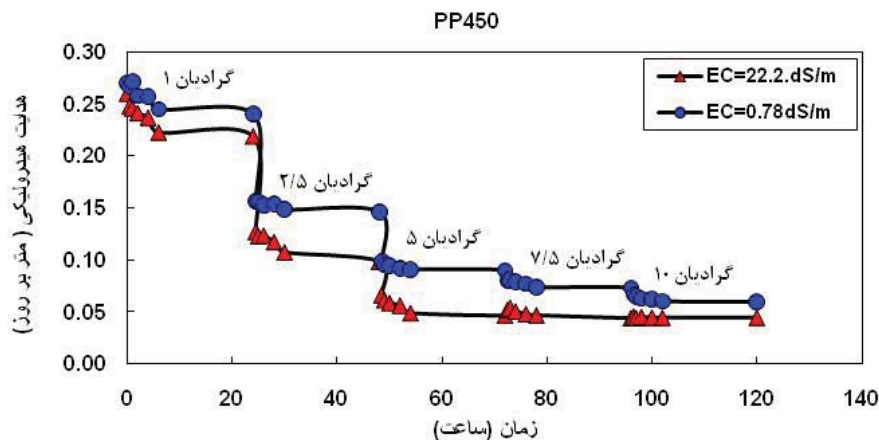 PP450
0.30
0.25
0.20
0.15
0.10
0.05
0.00
هدایت هیدرولیکی ( متر بر روز)
گرادیان ۱
گرادیان ۲/۵
گرادیان ۵
گرادیان ۷/۵
گرادیان ۱۰
EC=22.2.dS/m
EC=0.78dS/m
0 20 40 60 80 100 120 140
زمان (ساعت)